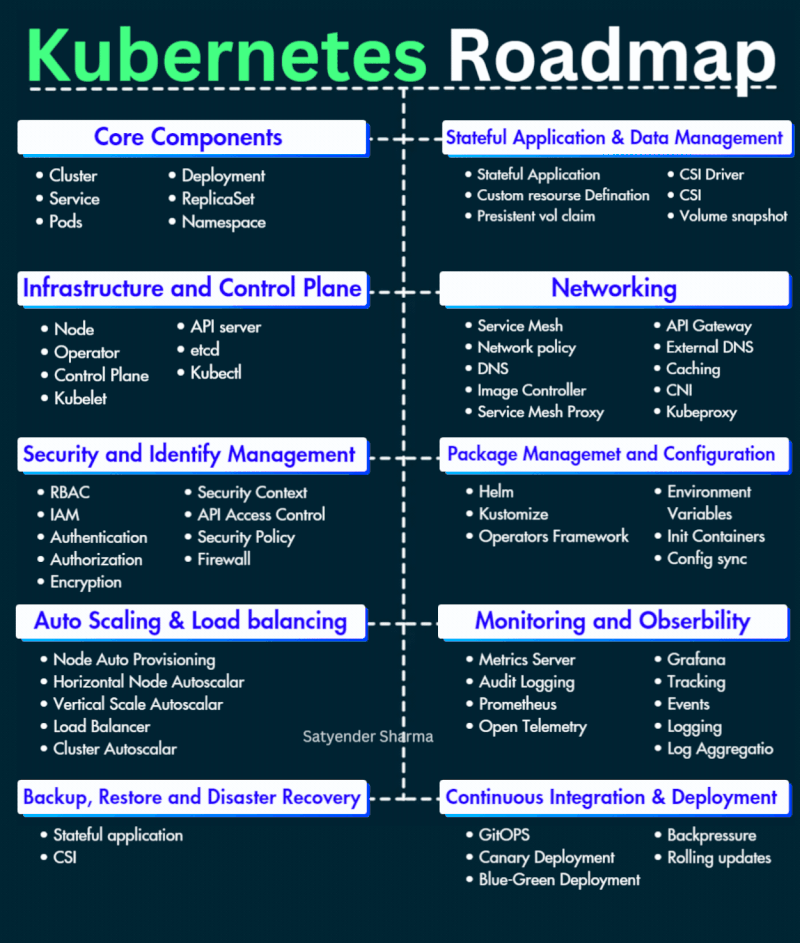 Kubernetes Roadmap
Core Components
• Cluster
• Service
• Pods
• Deployment
• ReplicaSet
• Namespace
Stateful Application & Data Management
• Stateful Application
• Custom resourse Defination
• Presistent vol claim
• CSI Driver
• CSI
• Volume snapshot
Infrastructure and Control Plane
• Node
• Operator
• Control Plane
• Kubelet
• API server
• etcd
• Kubectl
Networking
• Service Mesh
• Network policy
• DNS
• Image Controller
• Service Mesh Proxy
• API Gateway
• External DNS
• Caching
• CNI
• Kubeproxy
Security and Identify Management
• RBAC
• IAM
• Authentication
• Authorization
• Encryption
• Security Context
• API Access Control
• Security Policy
• Firewall
Package Managemet and Configuration
• Helm
• Kustomize
• Operators Framework
• Environment
Variables
• Init Containers
• Config sync
Auto Scaling & Load balancing
• Node Auto Provisioning
• Horizontal Node Autoscalar
• Vertical Scale Autoscalar
• Load Balancer
• Cluster Autoscalar
Monitoring and Obserbility
• Metrics Server
• Audit Logging
• Prometheus
• Open Telemetry
• Grafana
• Tracking
• Events
• Logging
• Log Aggregatio
Satyender Sharma
Backup, Restore and Disaster Recovery
• Stateful application
• CSI
Continuous Integration & Deployment
• GitOPS
• Canary Deployment
• Blue-Green Deployment
• Backpressure
• Rolling updates